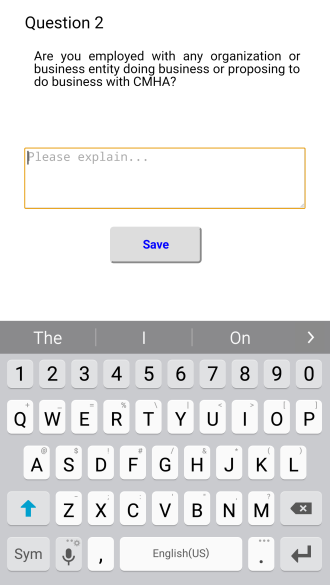 Question 2
Are you employed with any organization or
business entity doing business or proposing to
do business with CMHA?
Please explain...
Save
The I On
1 2 3 4 5 6 7 8 9 0
+ _ = % \ | < > [ ]
Q W E R T Y U I O P
@ $ ! # / & * ( )
A S D F G H J K L
- ; : ' " , ?
Z X C V B N M
Sym , English(US) .